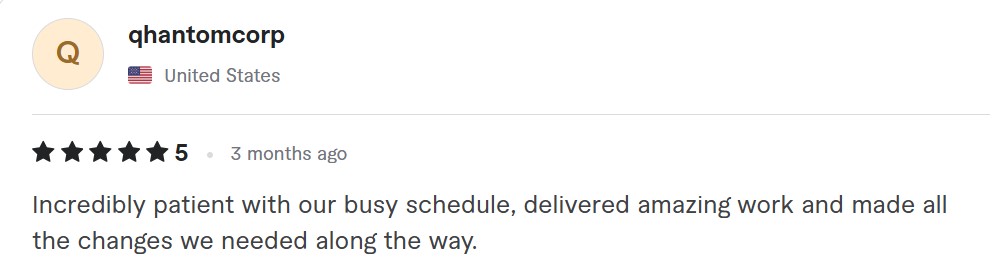 Q
qhantomcorp
United States
5 • 3 months ago
Incredibly patient with our busy schedule, delivered amazing work and made all
the changes we needed along the way.